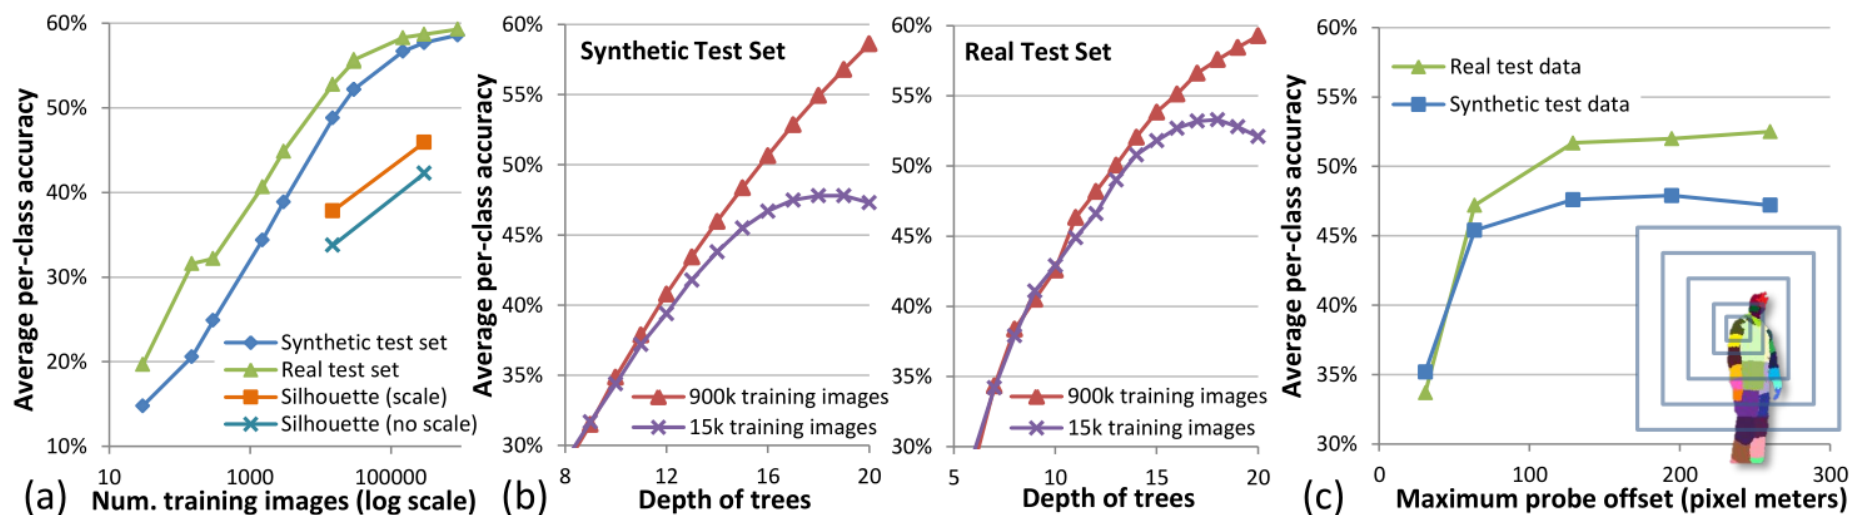 60%
50%
40%
30%
20%
10%
10
1000
100000
Average per-class accuracy
Num. training images (log scale)
Synthetic test set
Real test set
Silhouette (scale)
Silhouette (no scale)
(a)
60%
55%
50%
45%
40%
35%
30%
8
12
16
20
Average per-class accuracy
Depth of trees
Synthetic Test Set
900k training images
15k training images
(b)
60%
55%
50%
45%
40%
35%
30%
5
10
15
20
Depth of trees
Real Test Set
900k training images
15k training images
60%
55%
50%
45%
40%
35%
30%
0
100
200
300
Average per-class accuracy
Maximum probe offset (pixel meters)
Real test data
Synthetic test data
(c)